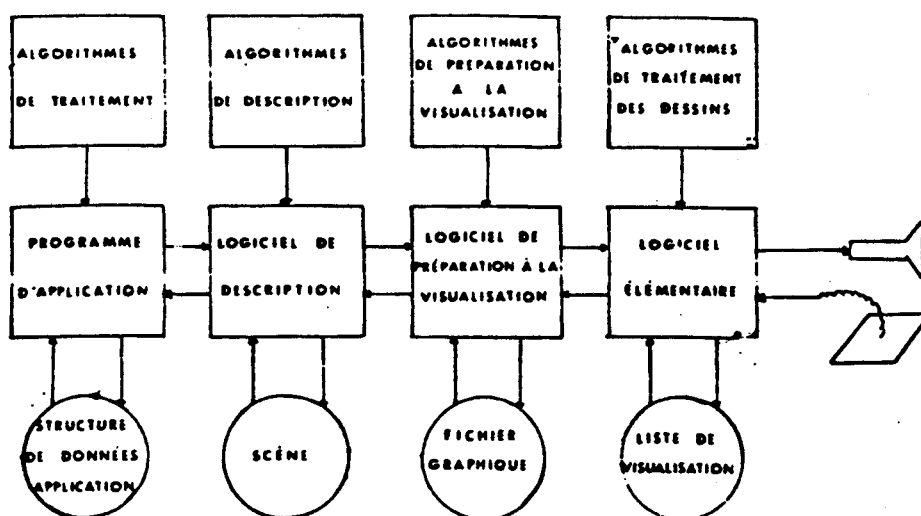 ALGORITHMES
DE TRAITEMENT
ALGORITHMES
DE DESCRIPTION
ALGORITHMES
DE PRÉPARATION
A LA
VISUALISATION
ALGORITHMES
DE TRAITEMENT
DES DESSINS
PROGRAMME
D'APPLICATION
LOGICIEL DE
DESCRIPTION
LOGICIEL DE
PRÉPARATION À LA
VISUALISATION
LOGICIEL
ÉLÉMENTAIRE
STRUCTURE
DE DONNÉES
APPLICATION
SCÈNE
FICHIER
GRAPHIQUE
LISTE DE
VISUALISATION